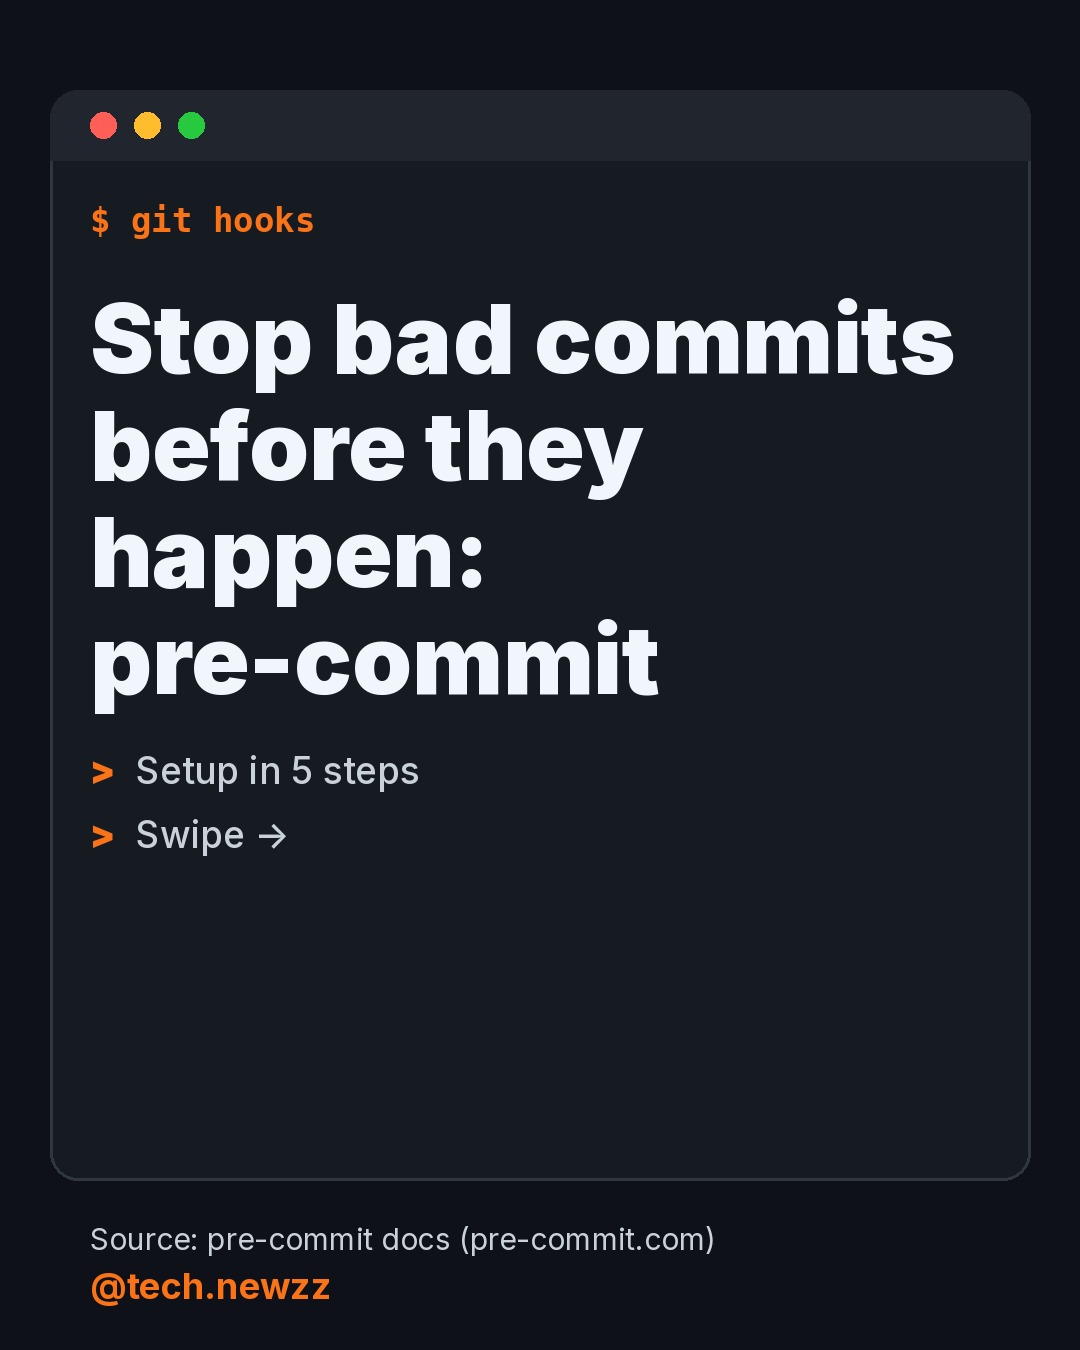 $ git hooks
Stop bad commits
before they
happen:
pre-commit
> Setup in 5 steps
> Swipe →
Source: pre-commit docs (pre-commit.com)
@tech.newzz